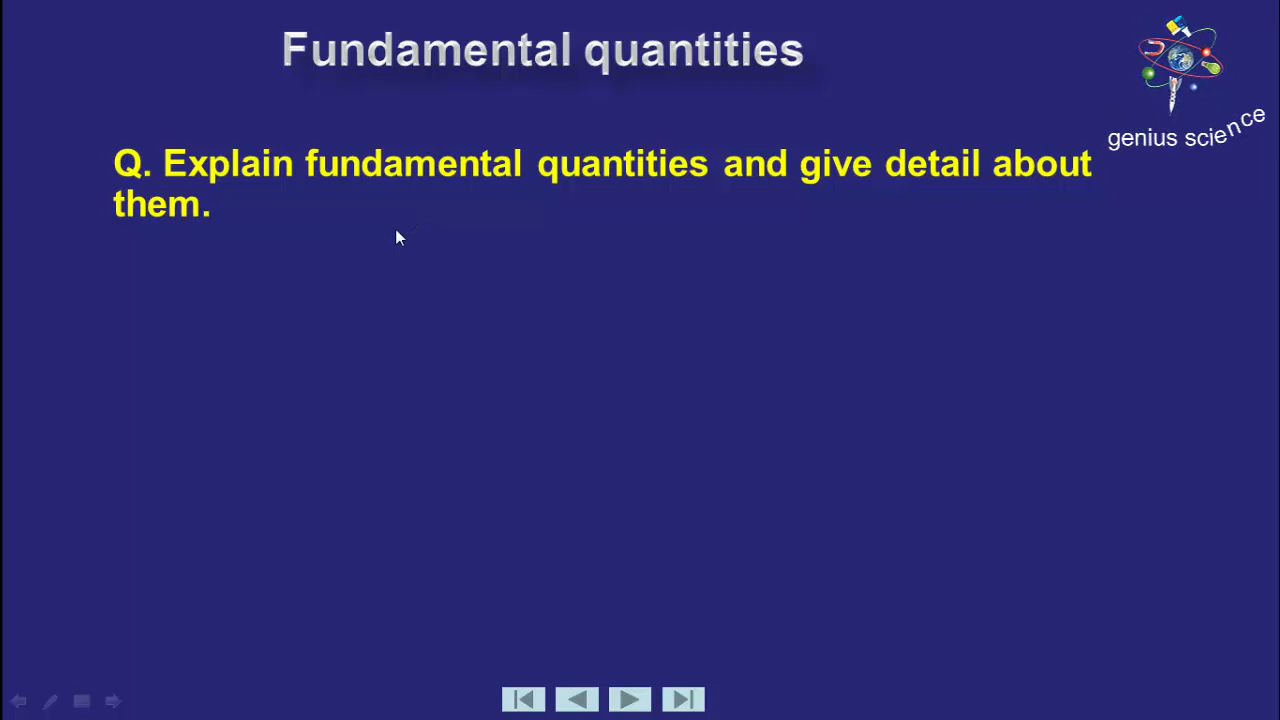 Fundamental quantities
genius science
Q. Explain fundamental quantities and give detail about
them.